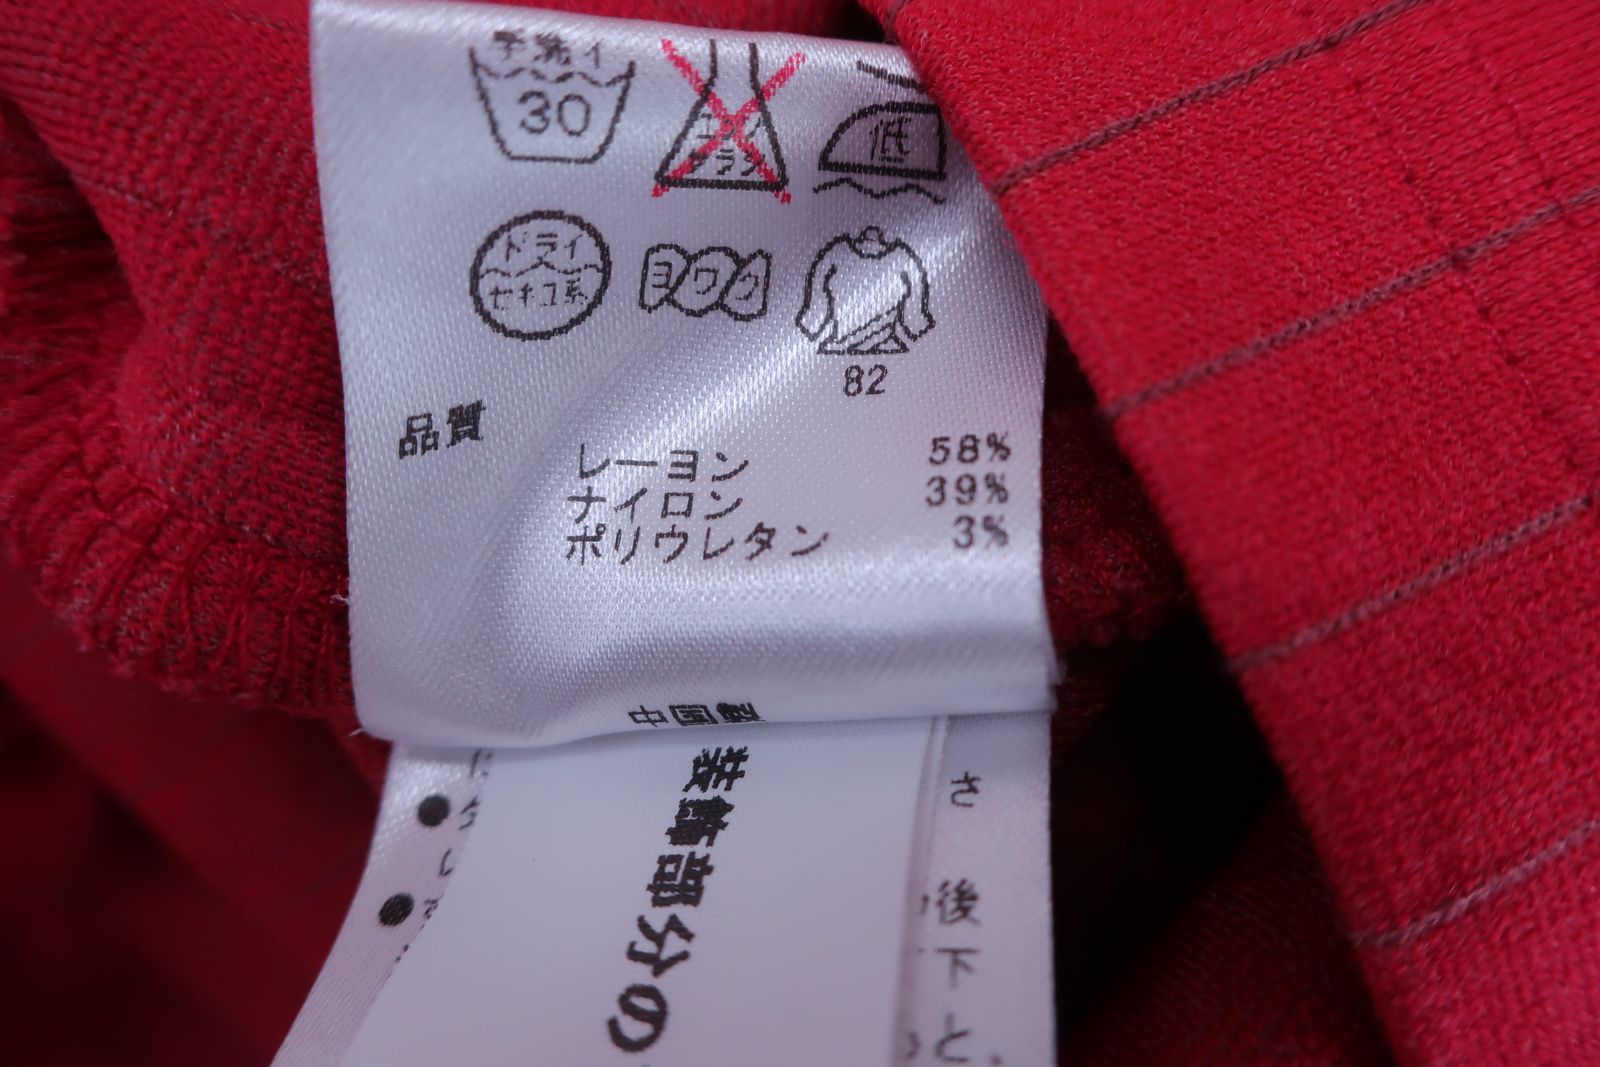 手洗イ
30
エンソ
サラシ
低
ドライ
セキユ系
ヨワク
82
品質
レーヨン 58%
ナイロン 39%
ポリウレタン 3%
中国製
装飾部分の
さ
後
下
と、